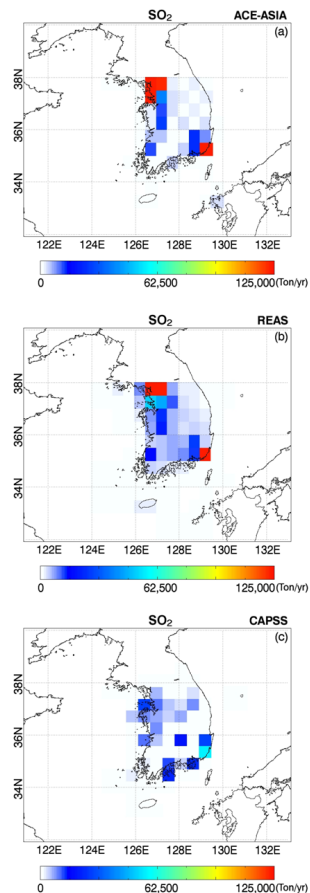 SO₂ ACE-ASIA
(a)
38N
36N
34N
122E 124E 126E 128E 130E 132E
0 62,500 125,000(Ton/yr)
SO₂ REAS
(b)
38N
36N
34N
122E 124E 126E 128E 130E 132E
0 62,500 125,000(Ton/yr)
SO₂ CAPSS
(c)
38N
36N
34N
122E 124E 126E 128E 130E 132E
0 62,500 125,000(Ton/yr)